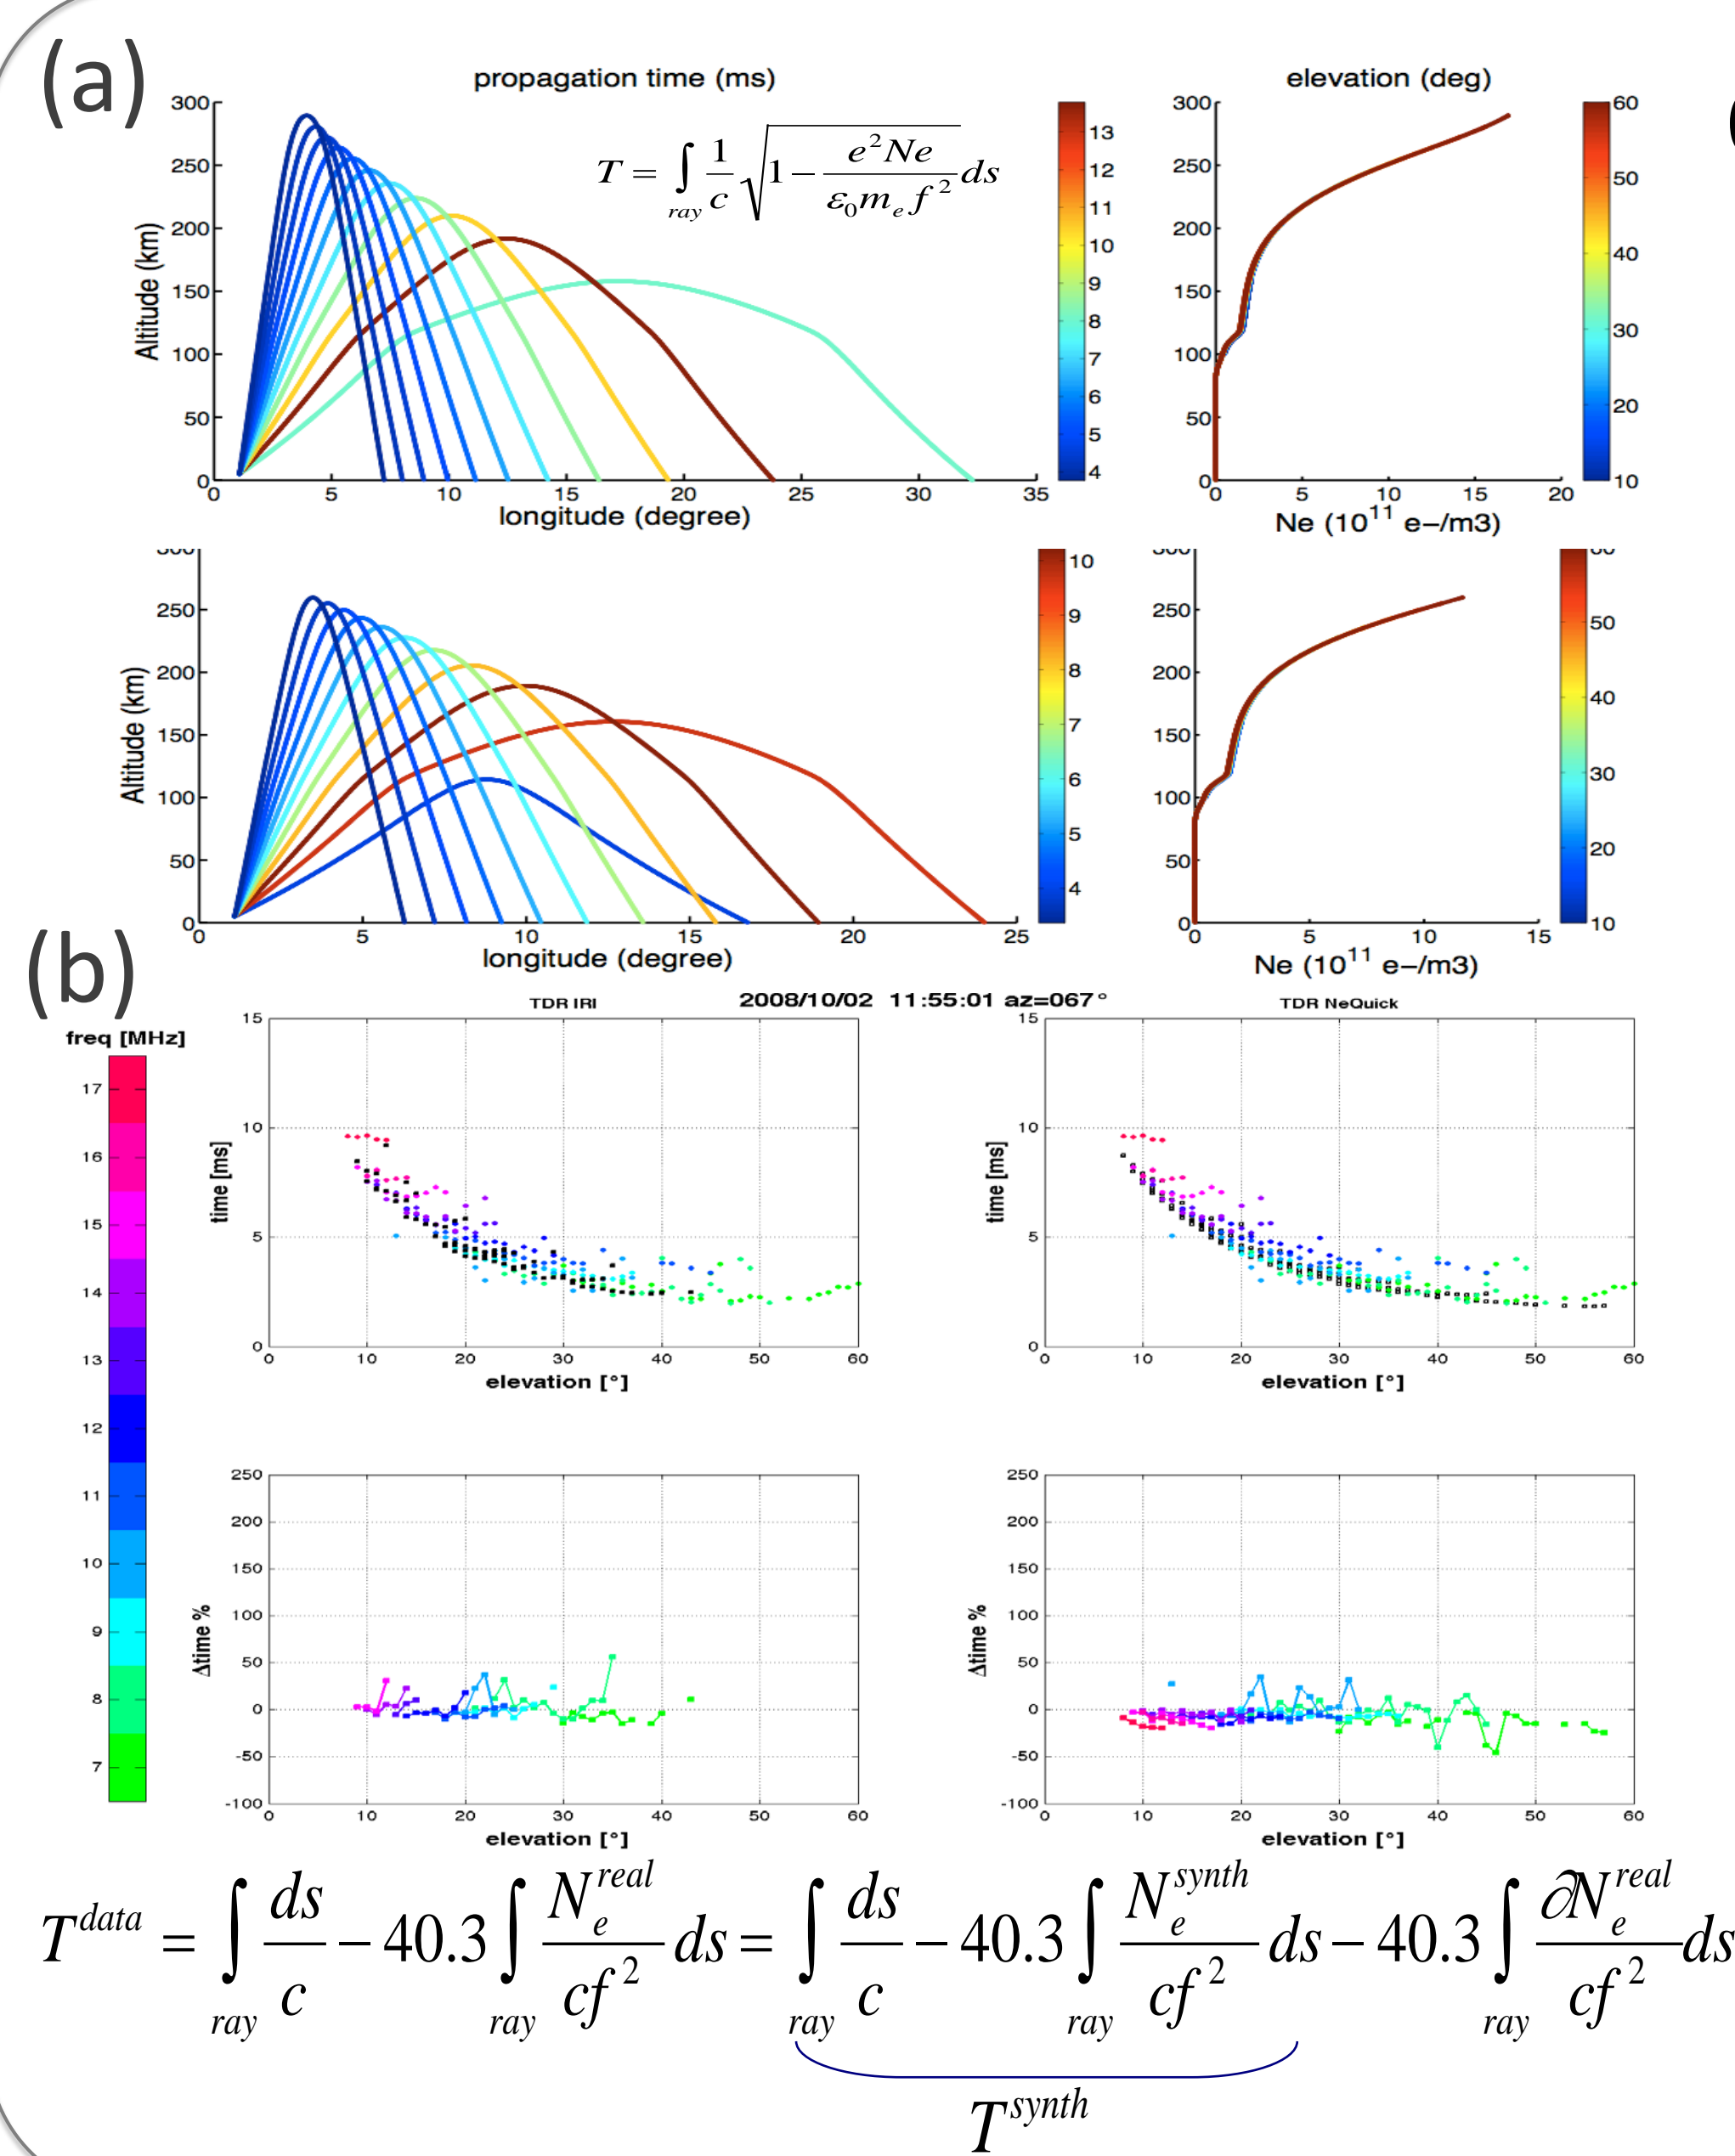 (a)
propagation time (ms)
elevation (deg)
T = ∫ray 1/c √(1 − e²Ne/(ε₀mₑf²)) ds
Altitude (km)
300
250
200
150
100
50
0
0 5 10 15 20 25 30 35
longitude (degree)
13
12
11
10
9
8
7
6
5
4
300
250
200
150
100
50
0
0 5 10 15 20
Ne (10¹¹ e−/m3)
60
50
40
30
20
10
Altitude (km)
300
250
200
150
100
50
0
0 5 10 15 20 25
longitude (degree)
10
9
8
7
6
5
4
300
250
200
150
100
50
0
0 5 10 15
Ne (10¹¹ e−/m3)
60
50
40
30
20
10
(b)
TDR IRI
2008/10/02 11:55:01 az=067°
TDR NeQuick
freq [MHz]
17
16
15
14
13
12
11
10
9
8
7
time [ms]
15
10
5
0
0 10 20 30 40 50 60
elevation [°]
time [ms]
15
10
5
0
0 10 20 30 40 50 60
elevation [°]
Δtime %
250
200
150
100
50
0
-50
-100
0 10 20 30 40 50 60
elevation [°]
Δtime %
250
200
150
100
50
0
-50
-100
0 10 20 30 40 50 60
elevation [°]
T^data = ∫ray ds/c − 40.3 ∫ray Nₑ^real/(cf²) ds = ∫ray ds/c − 40.3 ∫ray Nₑ^synth/(cf²) ds − 40.3 ∫ray ∂Nₑ^real/(cf²) ds
T^synth